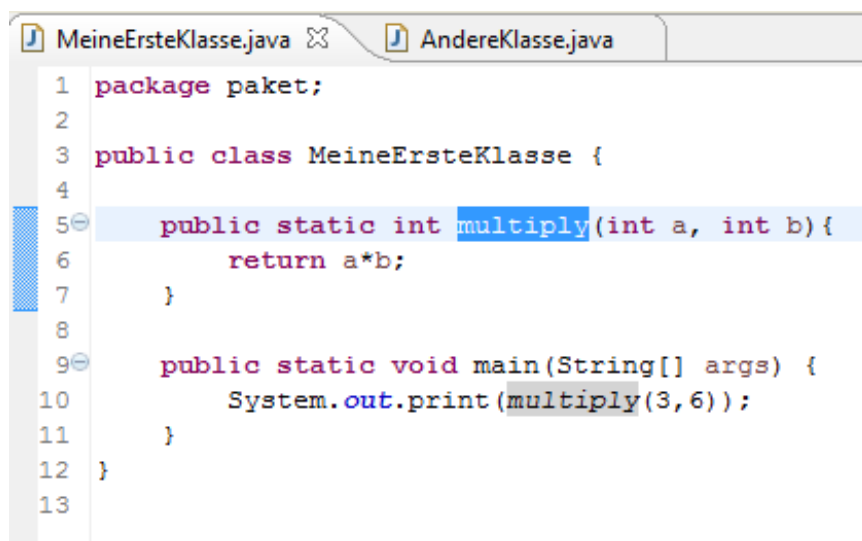 MeineErsteKlasse.java AndereKlasse.java
1 package paket;
2
3 public class MeineErsteKlasse {
4
5 public static int multiply(int a, int b){
6 return a*b;
7 }
8
9 public static void main(String[] args) {
10 System.out.print(multiply(3,6));
11 }
12 }
13